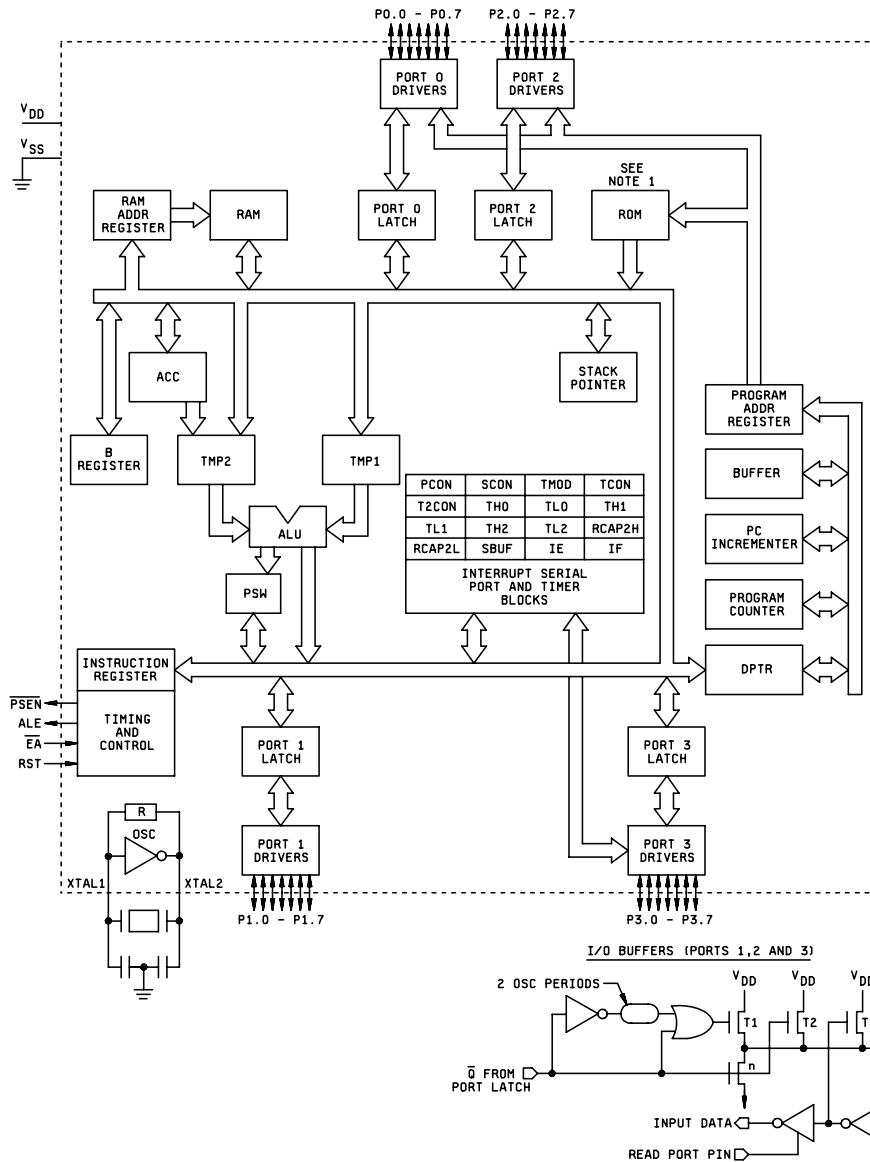 P0.0 - P0.7
P2.0 - P2.7
PORT 0
DRIVERS
PORT 2
DRIVERS
VDD
VSS
SEE
NOTE 1
RAM
ADDR
REGISTER
RAM
PORT 0
LATCH
PORT 2
LATCH
ROM
ACC
STACK
POINTER
PROGRAM
ADDR
REGISTER
B
REGISTER
TMP2
TMP1
BUFFER
PCON SCON TMOD TCON
T2CON TH0 TL0 TH1
TL1 TH2 TL2 RCAP2H
RCAP2L SBUF IE IF
INTERRUPT SERIAL
PORT AND TIMER
BLOCKS
ALU
PC
INCREMENTER
PSW
PROGRAM
COUNTER
INSTRUCTION
REGISTER
DPTR
PSEN
ALE
EA
RST
TIMING
AND
CONTROL
PORT 1
LATCH
PORT 3
LATCH
R
OSC
XTAL1
XTAL2
PORT 1
DRIVERS
PORT 3
DRIVERS
P1.0 - P1.7
P3.0 - P3.7
I/O BUFFERS (PORTS 1,2 AND 3)
2 OSC PERIODS
VDD
VDD
VDD
T1
T2
n
Q̅ FROM
PORT LATCH
INPUT DATA
READ PORT PIN